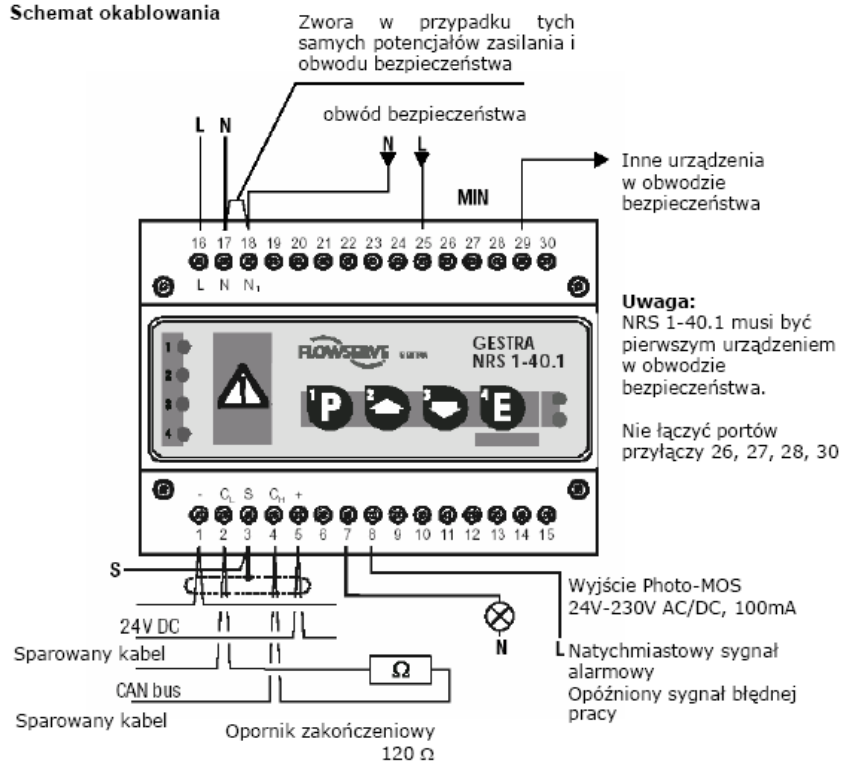 Schemat okablowania
Zwora w przypadku tych
samych potencjałów zasilania i
obwodu bezpieczeństwa
obwód bezpieczeństwa
L N
N L
MIN
Inne urządzenia
w obwodzie
bezpieczeństwa
16 17 18 19 20 21 22 23 24 25 26 27 28 29 30
L N N1
Uwaga:
NRS 1-40.1 musi być
pierwszym urządzeniem
w obwodzie
bezpieczeństwa.
Nie łączyć portów
przyłączy 26, 27, 28, 30
1
2
3
4
FLOWSERVE GESTRA
GESTRA
NRS 1-40.1
1 P 2 3 4 E
- CL S CH +
1 2 3 4 5 6 7 8 9 10 11 12 13 14 15
S
24V DC
Sparowany kabel
CAN bus
Sparowany kabel
Ω
Opornik zakończeniowy
120 Ω
N
L
Wyjście Photo-MOS
24V-230V AC/DC, 100mA
Natychmiastowy sygnał
alarmowy
Opóźniony sygnał błędnej
pracy